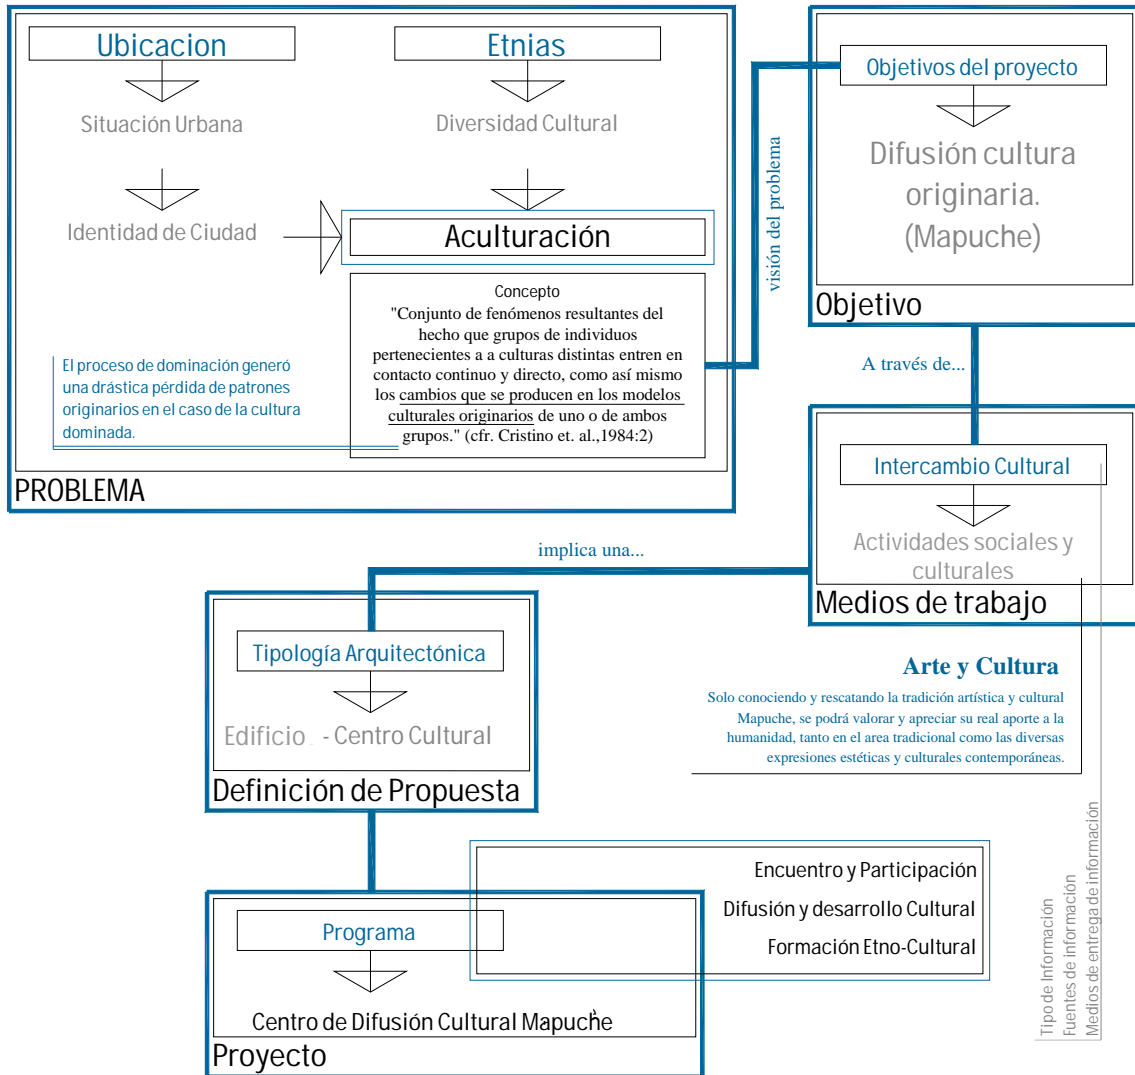 Ubicacion
Situación Urbana
Identidad de Ciudad
Etnias
Diversidad Cultural
Aculturación
Concepto
"Conjunto de fenómenos resultantes del
hecho que grupos de individuos
pertenecientes a a culturas distintas entren en
contacto continuo y directo, como así mismo
los cambios que se producen en los modelos
culturales originarios de uno o de ambos
grupos." (cfr. Cristino et. al.,1984:2)
El proceso de dominación generó
una drástica pérdida de patrones
originarios en el caso de la cultura
dominada.
PROBLEMA
visión del problema
Objetivos del proyecto
Difusión cultura
originaria.
(Mapuche)
Objetivo
A través de...
Intercambio Cultural
Actividades sociales y
culturales
Medios de trabajo
Arte y Cultura
Solo conociendo y rescatando la tradición artística y cultural
Mapuche, se podrá valorar y apreciar su real aporte a la
humanidad, tanto en el area tradicional como las diversas
expresiones estéticas y culturales contemporáneas.
Tipo de Información
Fuentes de información
Medios de entrega de información
implica una...
Tipología Arquitectónica
Edificio - Centro Cultural
Definición de Propuesta
Encuentro y Participación
Difusión y desarrollo Cultural
Formación Etno-Cultural
Programa
Centro de Difusión Cultural Mapuche
Proyecto